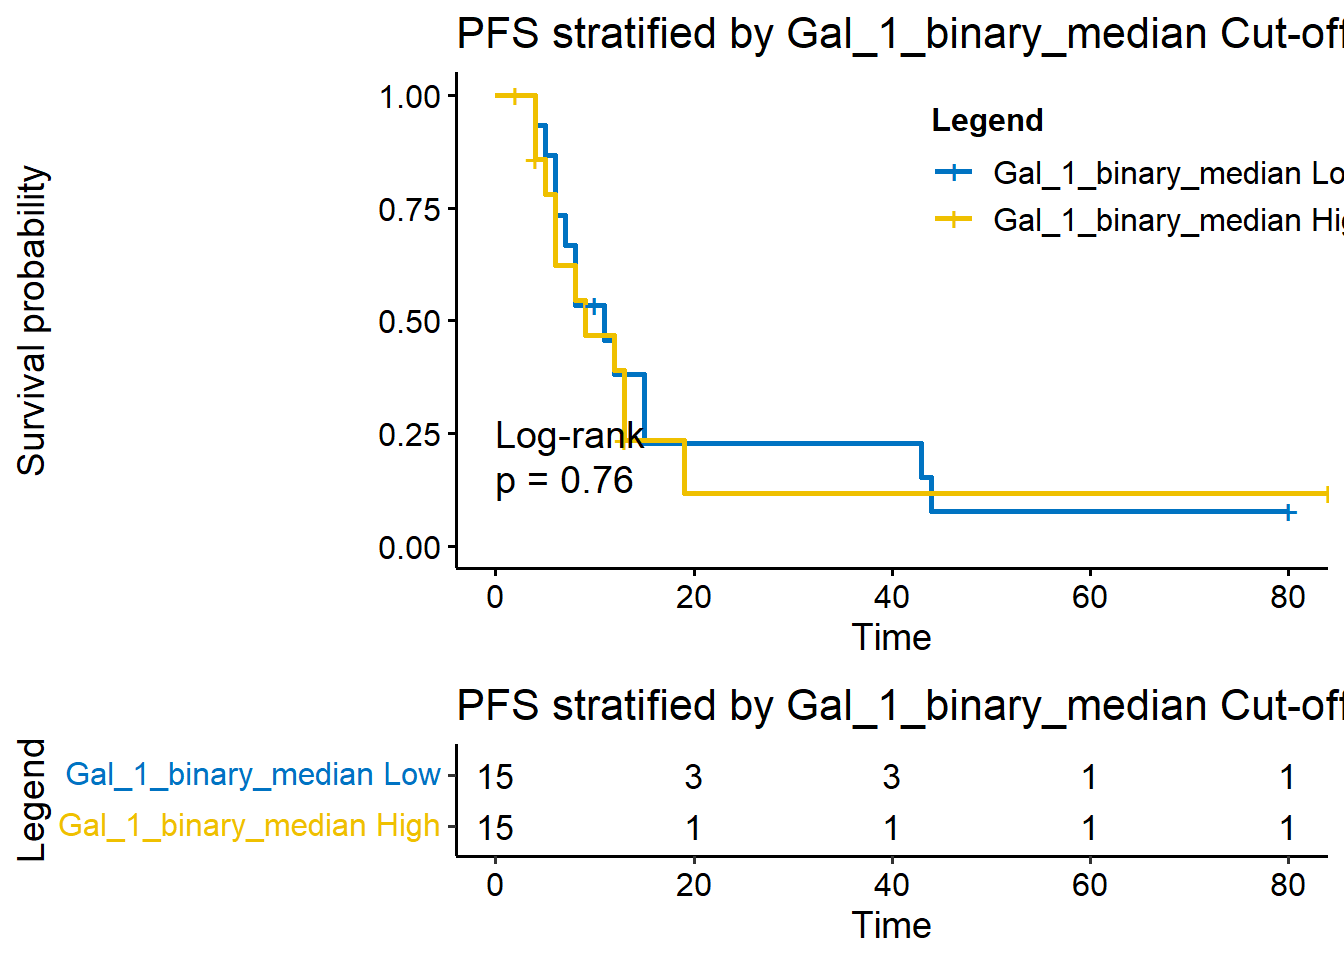 PFS stratified by Gal_1_binary_median Cut-off
Survival probability
1.00
0.75
0.50
0.25
0.00
Legend
Gal_1_binary_median Lo
Gal_1_binary_median Hig
Log-rank
p = 0.76
0 20 40 60 80
Time
PFS stratified by Gal_1_binary_median Cut-off
Legend
Gal_1_binary_median Low 15 3 3 1 1
Gal_1_binary_median High 15 1 1 1 1
0 20 40 60 80
Time